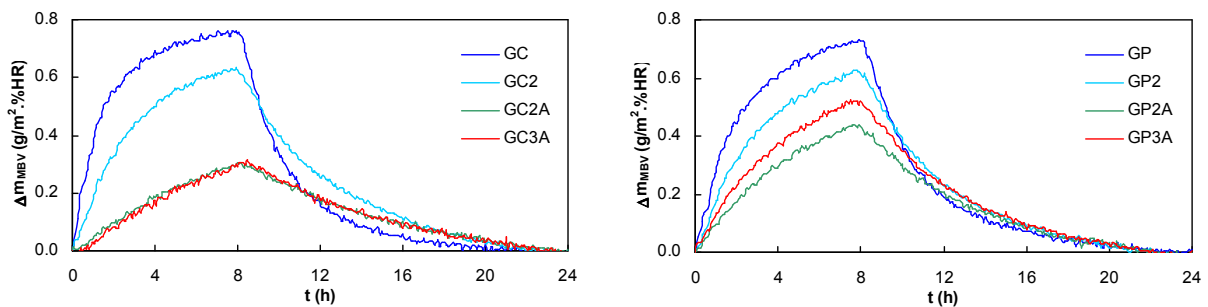 Δm_MBV (g/m².%HR)
0.8
0.6
0.4
0.2
0.0
0 4 8 12 16 20 24
t (h)
GC
GC2
GC2A
GC3A
Δm_MBV (g/m².%HR)
0.8
0.6
0.4
0.2
0.0
0 4 8 12 16 20 24
t (h)
GP
GP2
GP2A
GP3A